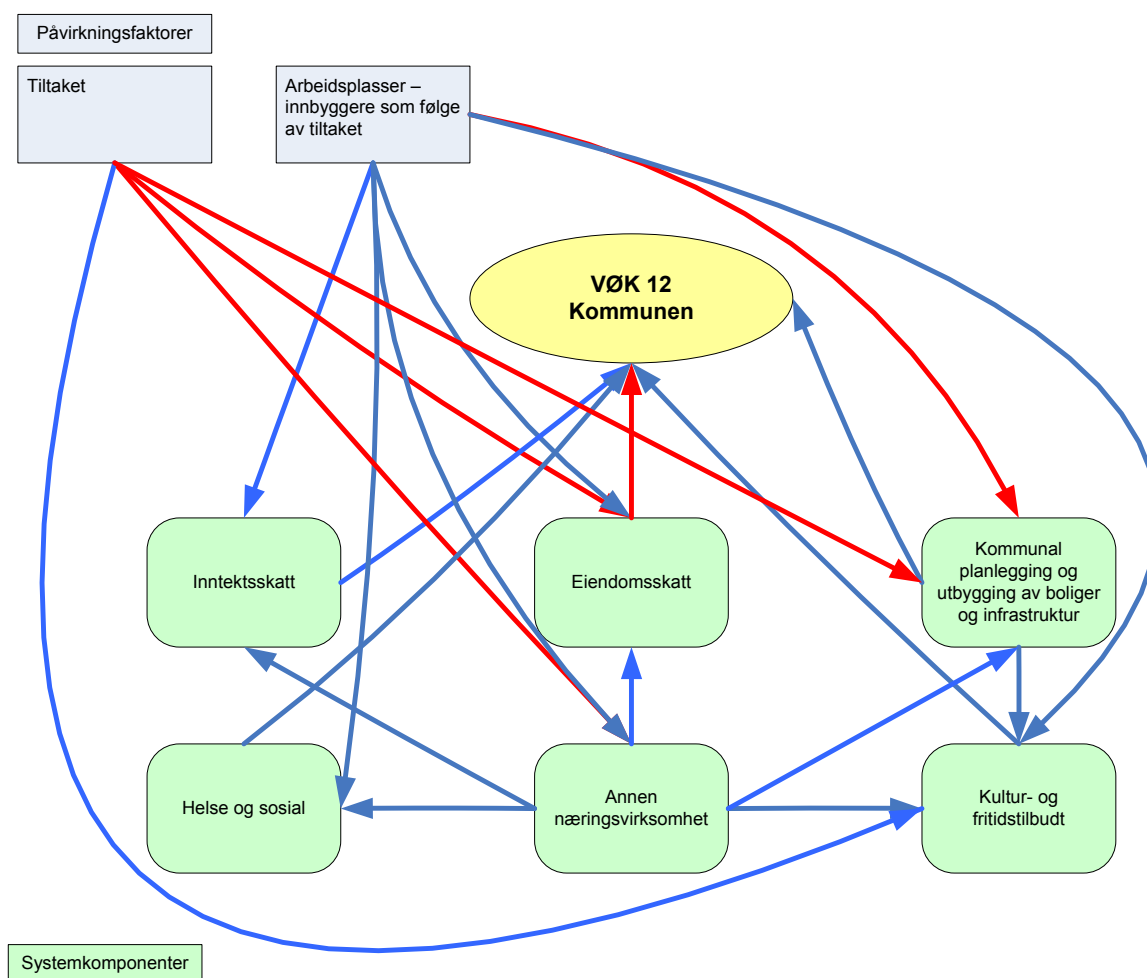 Påvirkningsfaktorer
Tiltaket
Arbeidsplasser –
innbyggere som følge
av tiltaket
VØK 12
Kommunen
Inntektsskatt
Eiendomsskatt
Kommunal
planlegging og
utbygging av boliger
og infrastruktur
Helse og sosial
Annen
næringsvirksomhet
Kultur- og
fritidstilbudt
Systemkomponenter